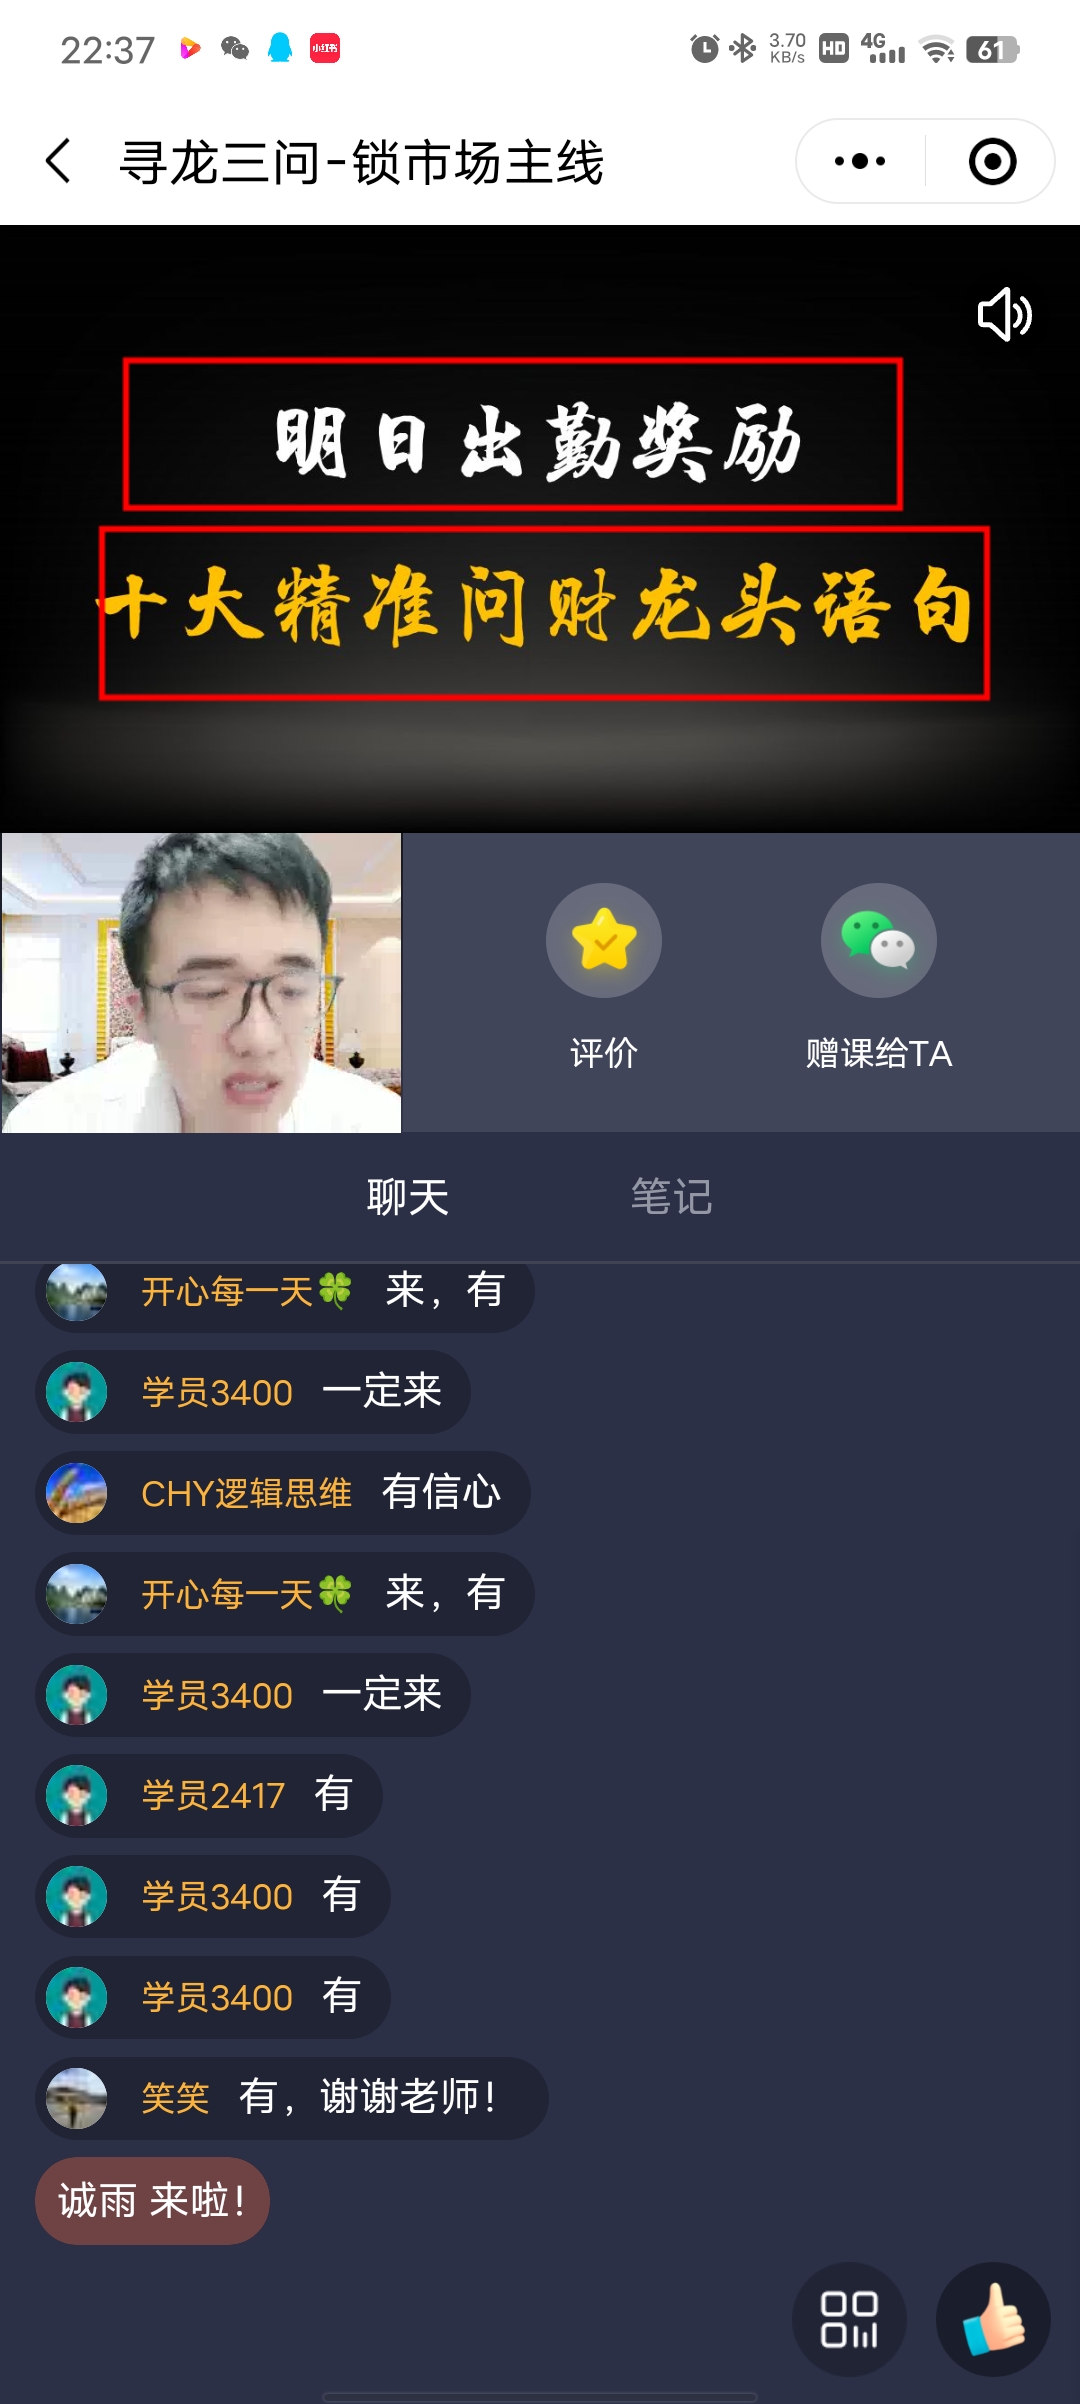 22:37
小红书
3.70
KB/s
HD
4G
61
寻龙三问-锁市场主线
明日出勤奖励
十大精准问财龙头语句
评价
赠课给TA
聊天
笔记
开心每一天🍀 来，有
学员3400 一定来
CHY逻辑思维 有信心
开心每一天🍀 来，有
学员3400 一定来
学员2417 有
学员3400 有
学员3400 有
笑笑 有，谢谢老师！
诚雨 来啦！